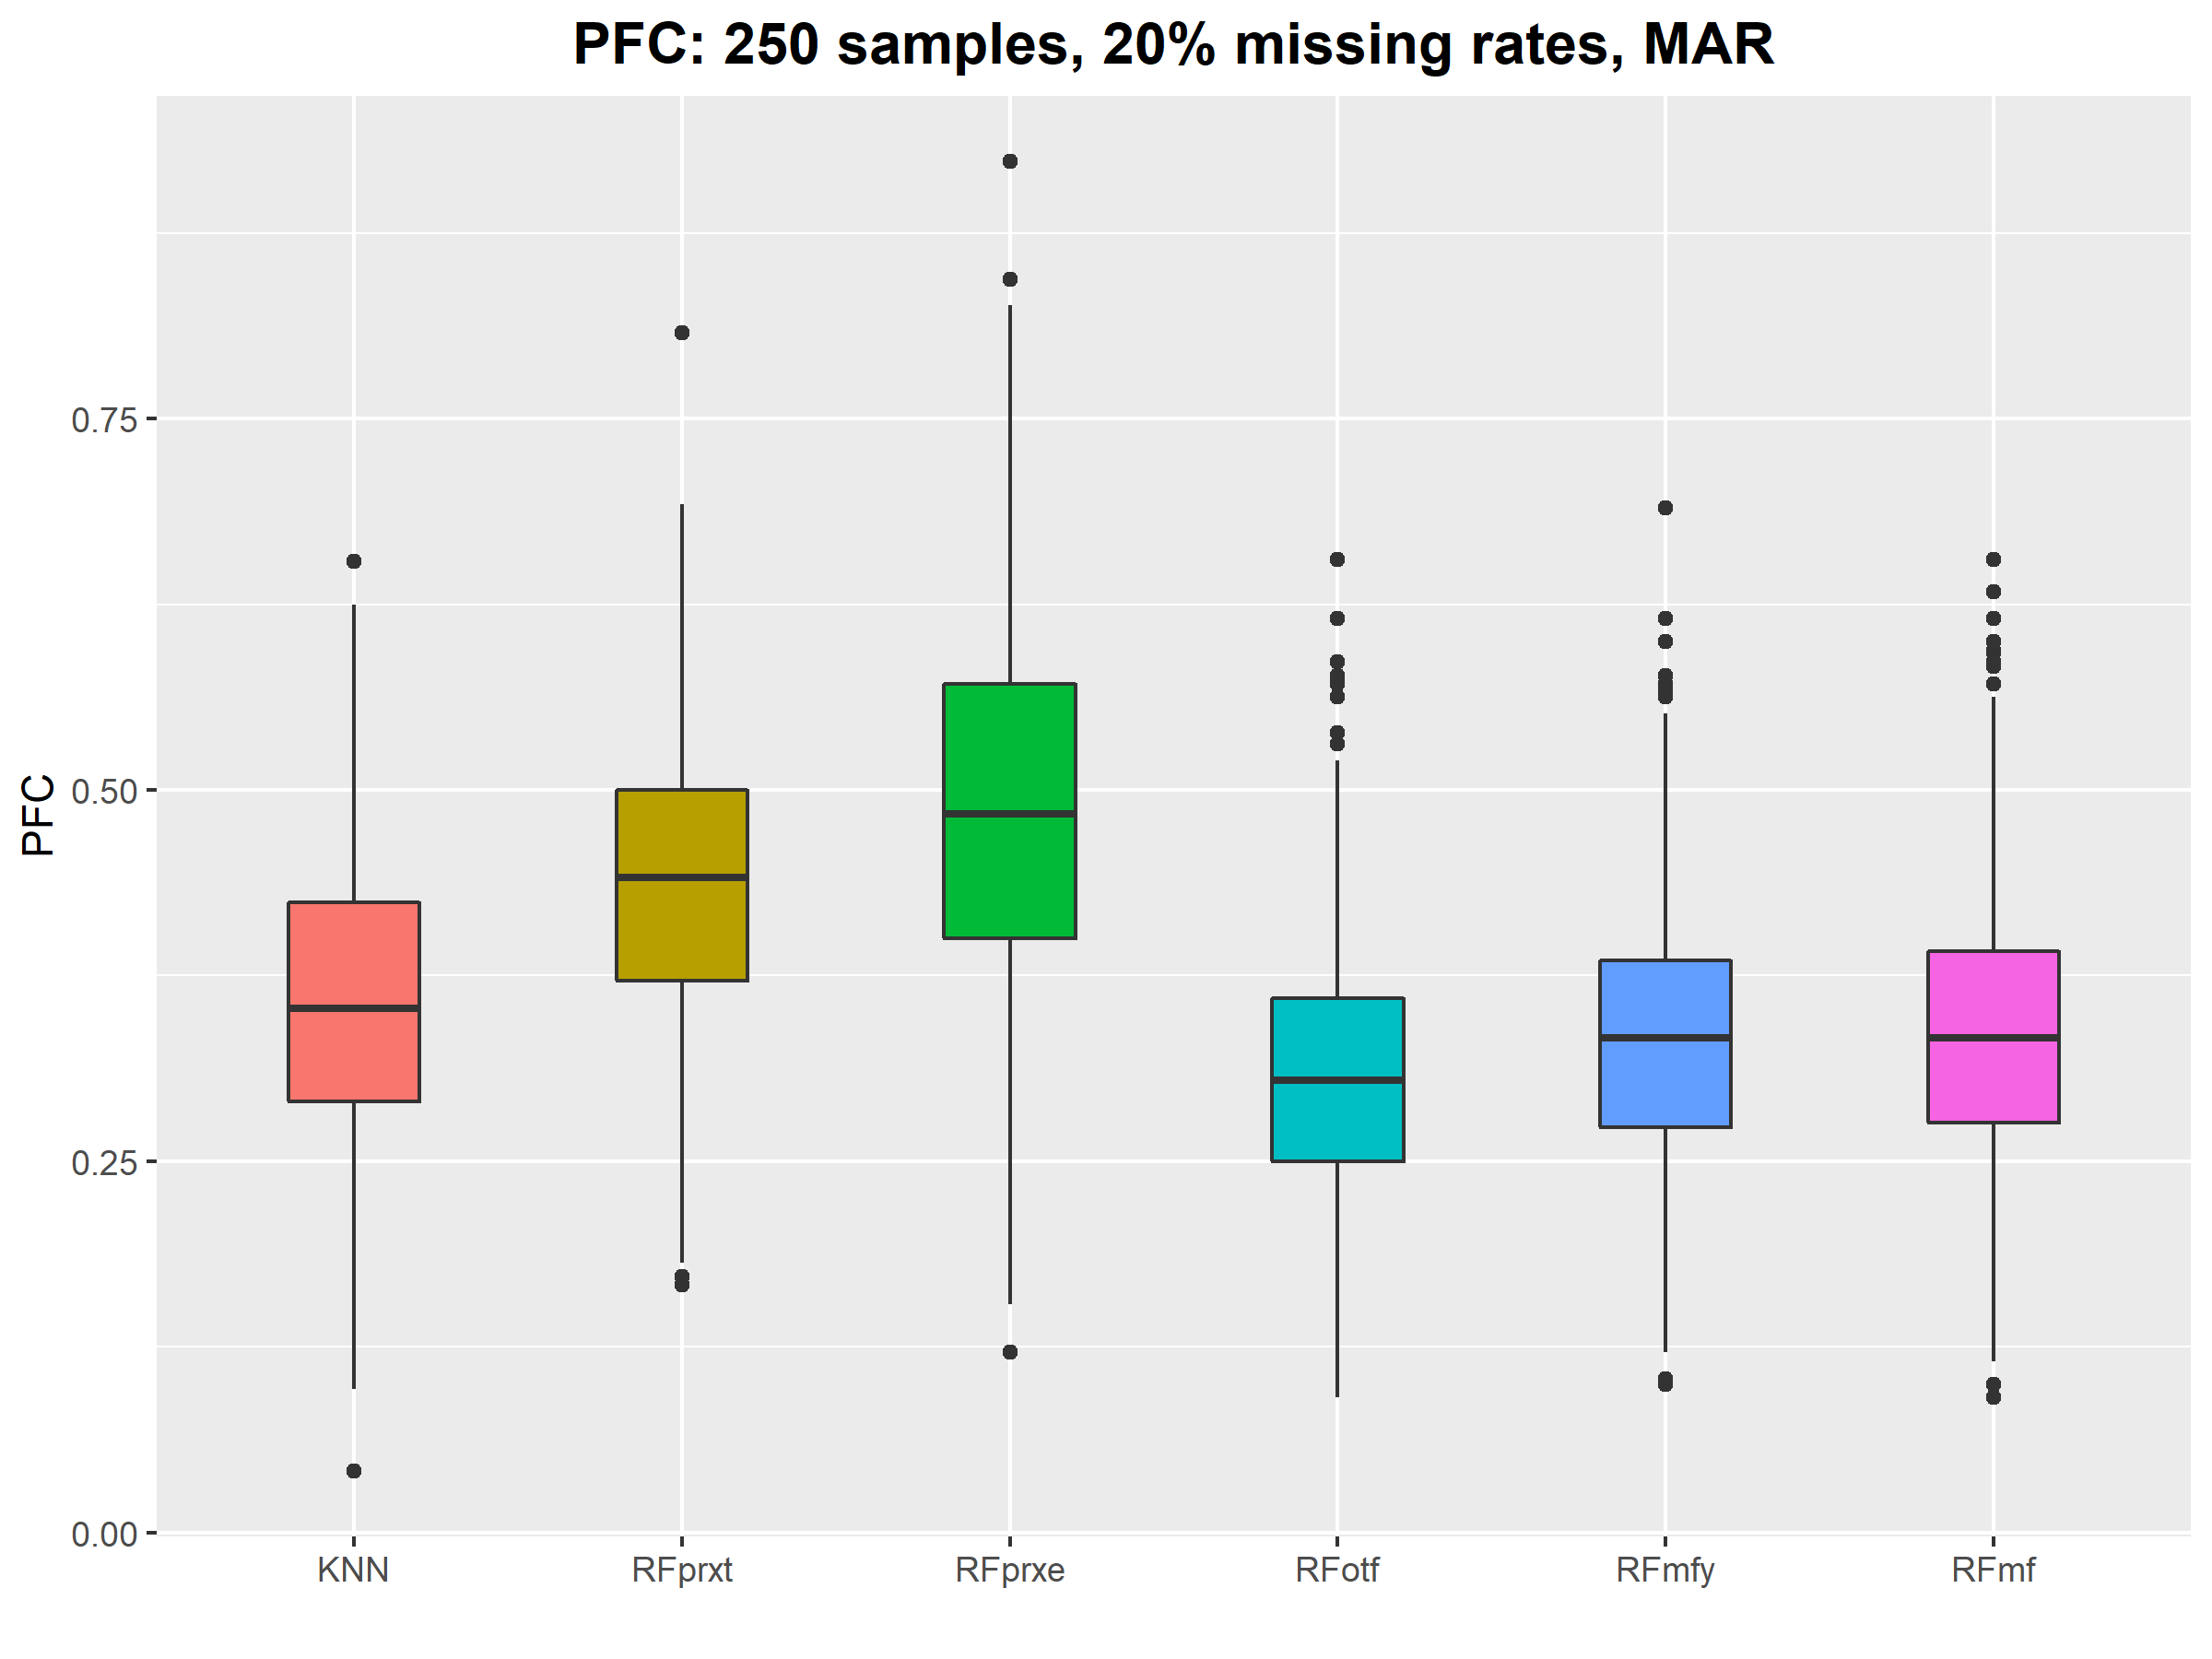 PFC: 250 samples, 20% missing rates, MAR
PFC
0.75
0.50
0.25
0.00
KNN RFprxt RFprxe RFotf RFmfy RFmf